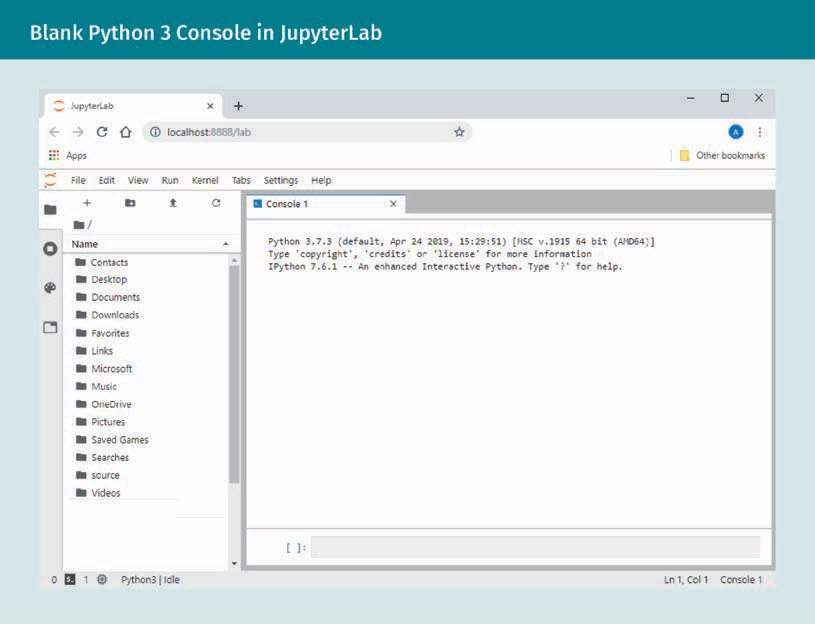 Blank Python 3 Console in JupyterLab
JupyterLab
localhost:8888/lab
A
Apps
Other bookmarks
File Edit View Run Kernel Tabs Settings Help
Console 1
/
Name
Contacts
Desktop
Documents
Downloads
Favorites
Links
Microsoft
Music
OneDrive
Pictures
Saved Games
Searches
source
Videos
Python 3.7.3 (default, Apr 24 2019, 15:29:51) [MSC v.1915 64 bit (AMD64)]
Type 'copyright', 'credits' or 'license' for more information
IPython 7.6.1 -- An enhanced Interactive Python. Type '?' for help.
[ ]:
0 1 Python3 | Idle
Ln 1, Col 1 Console 1